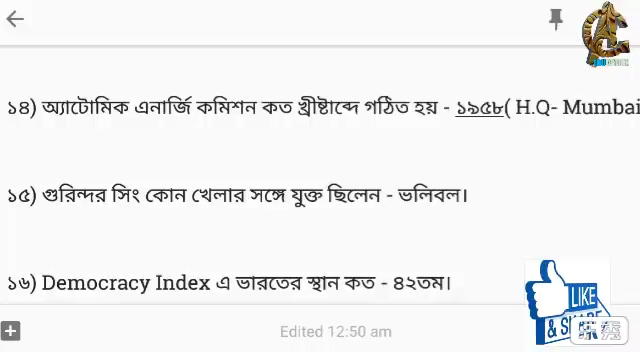 ১৪) অ্যাটোমিক এনার্জি কমিশন কত খ্রীষ্টাব্দে গঠিত হয় - ১৯৫৮( H.Q- Mumbai
১৫) গুরিন্দর সিং কোন খেলার সঙ্গে যুক্ত ছিলেন - ভলিবল।
১৬) Democracy Index এ ভারতের স্থান কত - ৪২তম।
LIKE
Edited 12:50 am